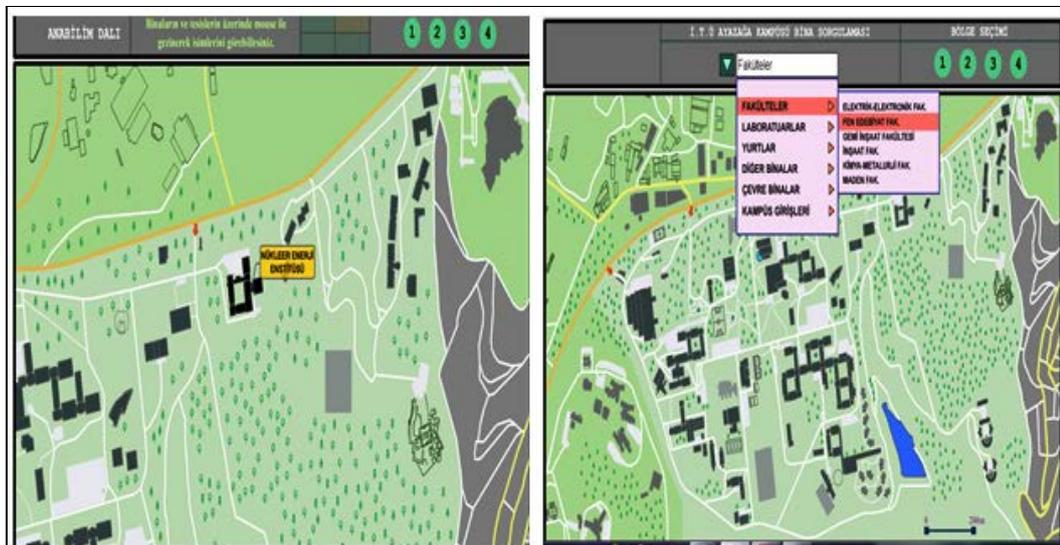 ANABİLİM DALI
Binaların ve tesislerin üzerinde mouse ile
gezinerek isimlerini görebilirsiniz.
1 2 3 4
1
NÜKLEER ENERJİ
ENSTİTÜSÜ
İ.T.Ü AYAZAĞA KAMPÜSÜ BİNA SORGULAMASI
BÖLGE SEÇİMİ
Fakülteler
1 2 3 4
FAKÜLTELER
LABORATUARLAR
YURTLAR
DİĞER BİNALAR
ÇEVRE BİNALAR
KAMPÜS GİRİŞLERİ
ELEKTRİK-ELEKTRONİK FAK.
FEN EDEBİYAT FAK.
GEMİ İNŞAAT FAKÜLTESİ
İNŞAAT FAK.
KİMYA-METALURJİ FAK.
MADEN FAK.
0